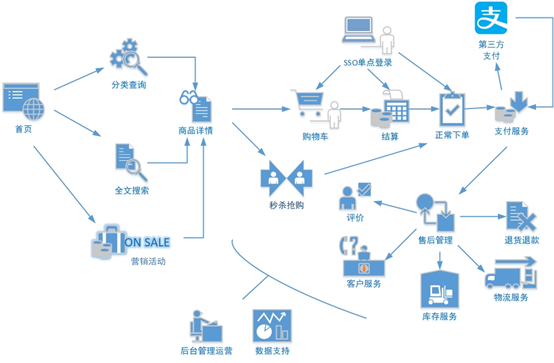 第三方
支付
SSO单点登录
分类查询
首页
商品详情
购物车
结算
正常下单
支付服务
全文搜索
秒杀抢购
评价
售后管理
退货退款
ON SALE
营销活动
客户服务
库存服务
物流服务
后台管理运营
数据支持